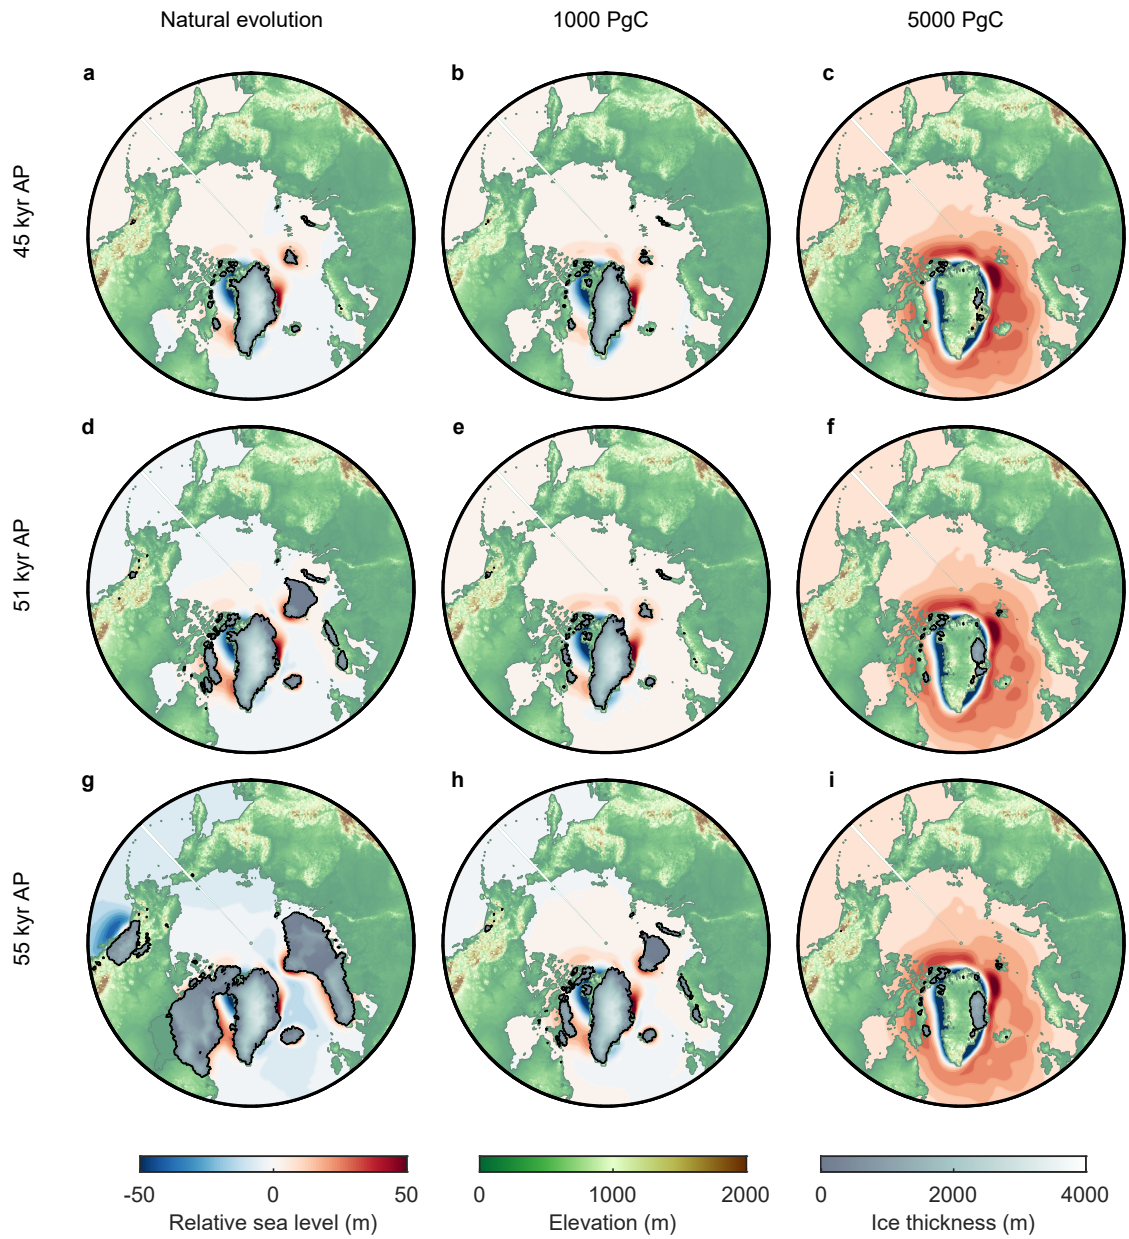 Natural evolution 1000 PgC 5000 PgC
a b c
45 kyr AP
d e f
51 kyr AP
g h i
55 kyr AP
-50 0 50 0 1000 2000 0 2000 4000
Relative sea level (m) Elevation (m) Ice thickness (m)